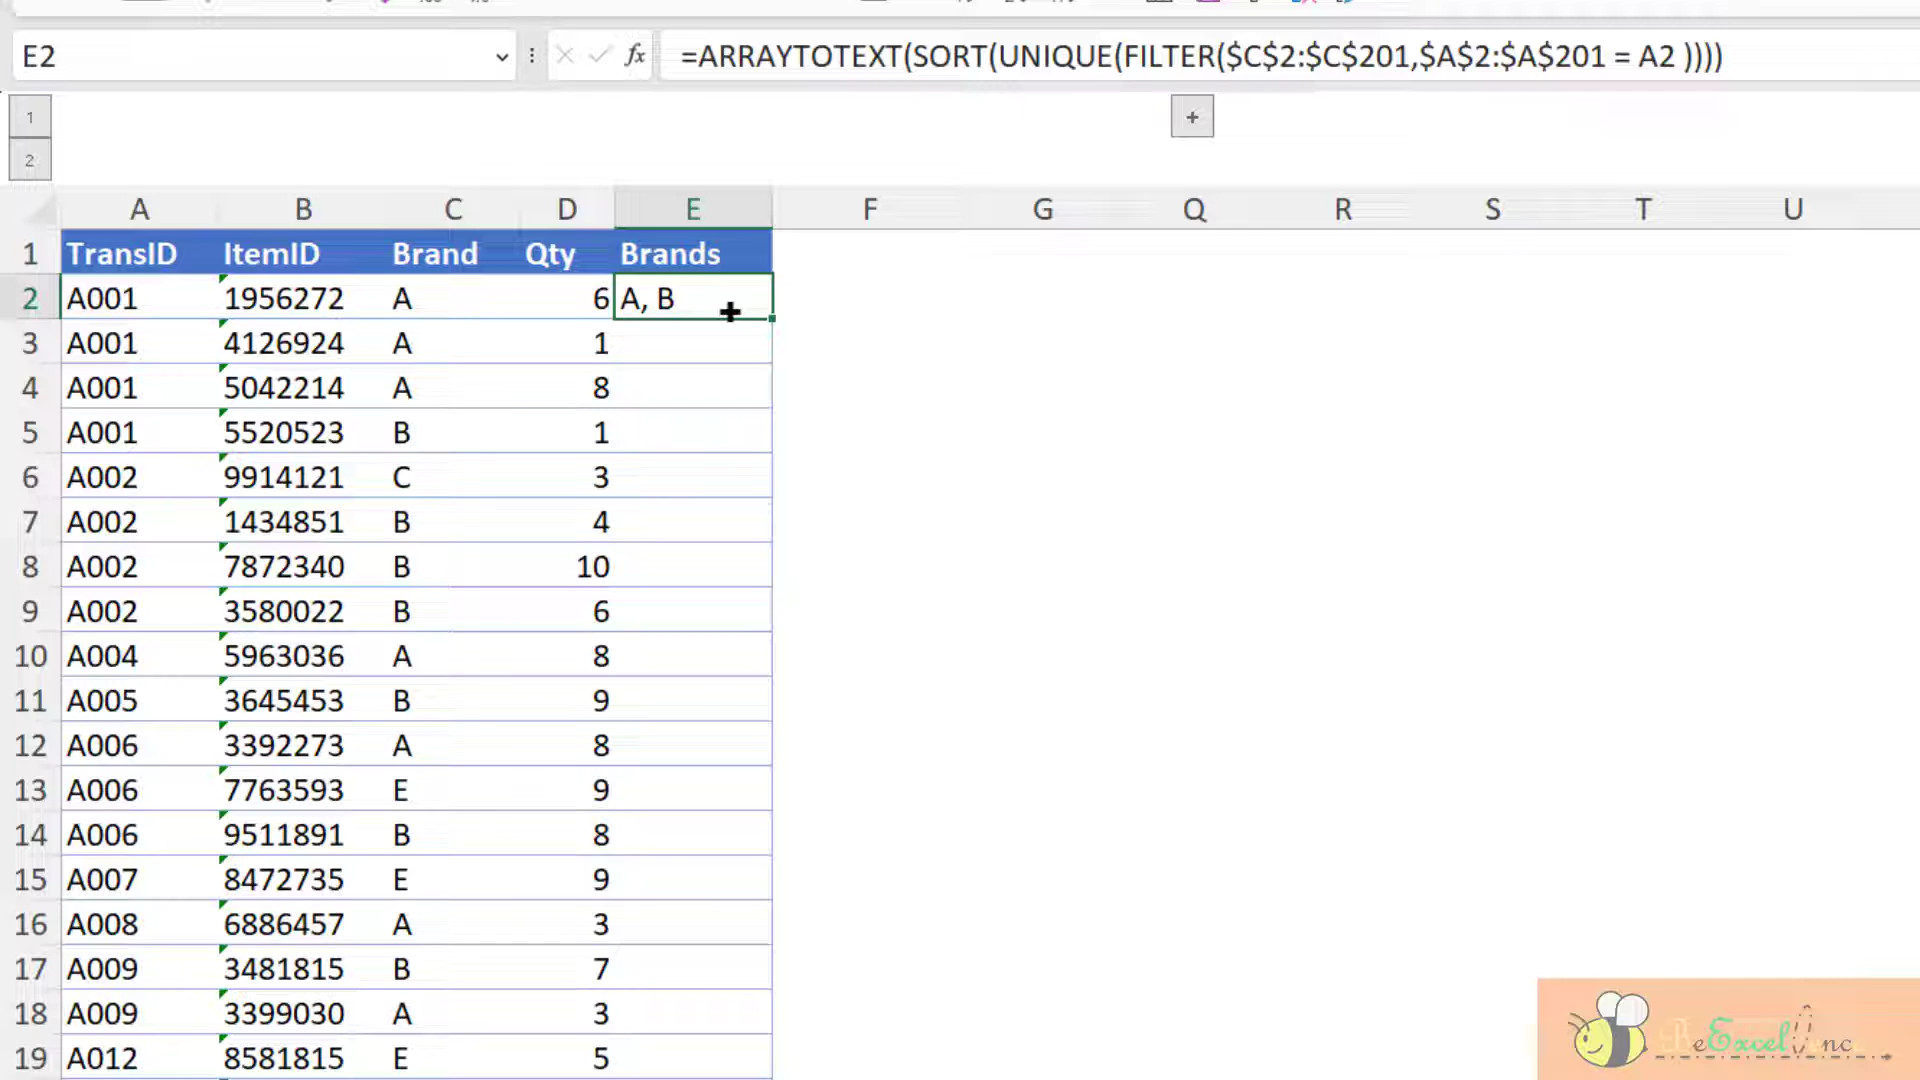 E2 fx =ARRAYTOTEXT(SORT(UNIQUE(FILTER($C$2:$C$201,$A$2:$A$201 = A2 ))))
1 +
2
A B C D E F G Q R S T U
1 TransID ItemID Brand Qty Brands
2 A001 1956272 A 6 A, B
3 A001 4126924 A 1
4 A001 5042214 A 8
5 A001 5520523 B 1
6 A002 9914121 C 3
7 A002 1434851 B 4
8 A002 7872340 B 10
9 A002 3580022 B 6
10 A004 5963036 A 8
11 A005 3645453 B 9
12 A006 3392273 A 8
13 A006 7763593 E 9
14 A006 9511891 B 8
15 A007 8472735 E 9
16 A008 6886457 A 3
17 A009 3481815 B 7
18 A009 3399030 A 3
19 A012 8581815 E 5